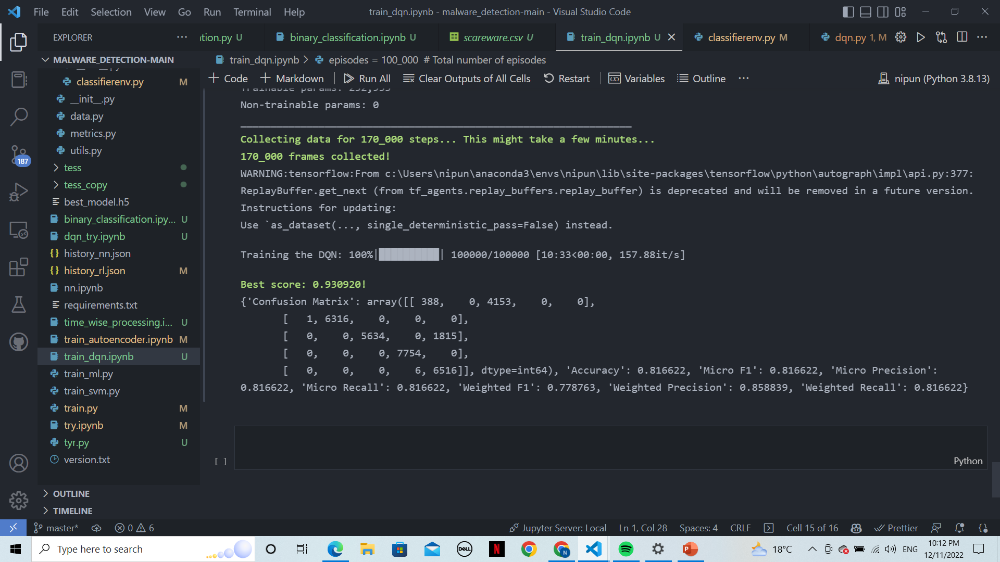 File Edit Selection View Go Run Terminal Help
train_dqn.ipynb - malware_detection-main - Visual Studio Code
EXPLORER
ation.py U
binary_classification.ipynb U
scareware.csv U
train_dqn.ipynb U
classifierenv.py M
dqn.py 1, M
MALWARE_DETECTION-MAIN
train_dqn.ipynb > episodes = 100_000 # Total number of episodes
Code Markdown Run All Clear Outputs of All Cells Restart Variables Outline
nipun (Python 3.8.13)
classifierenv.py M
__init__.py
data.py
metrics.py
utils.py
tess
tess_copy
best_model.h5
binary_classification.ipy... U
dqn_try.ipynb U
history_nn.json
history_rl.json M
nn.ipynb
requirements.txt
time_wise_processing.i... U
train_autoencoder.ipynb M
train_dqn.ipynb U
train_ml.py
train_svm.py
train.py M
try.ipynb M
tyr.py U
version.txt
OUTLINE
TIMELINE
187
Non-trainable params: 0
_________________________________________________________________
Collecting data for 170_000 steps... This might take a few minutes...
170_000 frames collected!
WARNING:tensorflow:From c:\Users\nipun\anaconda3\envs\nipun\lib\site-packages\tensorflow\python\autograph\impl\api.py:377:
ReplayBuffer.get_next (from tf_agents.replay_buffers.replay_buffer) is deprecated and will be removed in a future version.
Instructions for updating:
Use `as_dataset(..., single_deterministic_pass=False) instead.
Training the DQN: 100%|██████████| 100000/100000 [10:33<00:00, 157.88it/s]
Best score: 0.930920!
{'Confusion Matrix': array([[ 388,    0, 4153,    0,    0],
       [   1, 6316,    0,    0,    0],
       [   0,    0, 5634,    0, 1815],
       [   0,    0,    0, 7754,    0],
       [   0,    0,    0,    6, 6516]], dtype=int64), 'Accuracy': 0.816622, 'Micro F1': 0.816622, 'Micro Precision':
0.816622, 'Micro Recall': 0.816622, 'Weighted F1': 0.778763, 'Weighted Precision': 0.858839, 'Weighted Recall': 0.816622}
[ ]
Python
master* 0 6
Jupyter Server: Local Ln 1, Col 28 Spaces: 4 CRLF Cell 15 of 16 Prettier
Type here to search
DELL
N
N
P
18°C
ENG
10:12 PM
12/11/2022